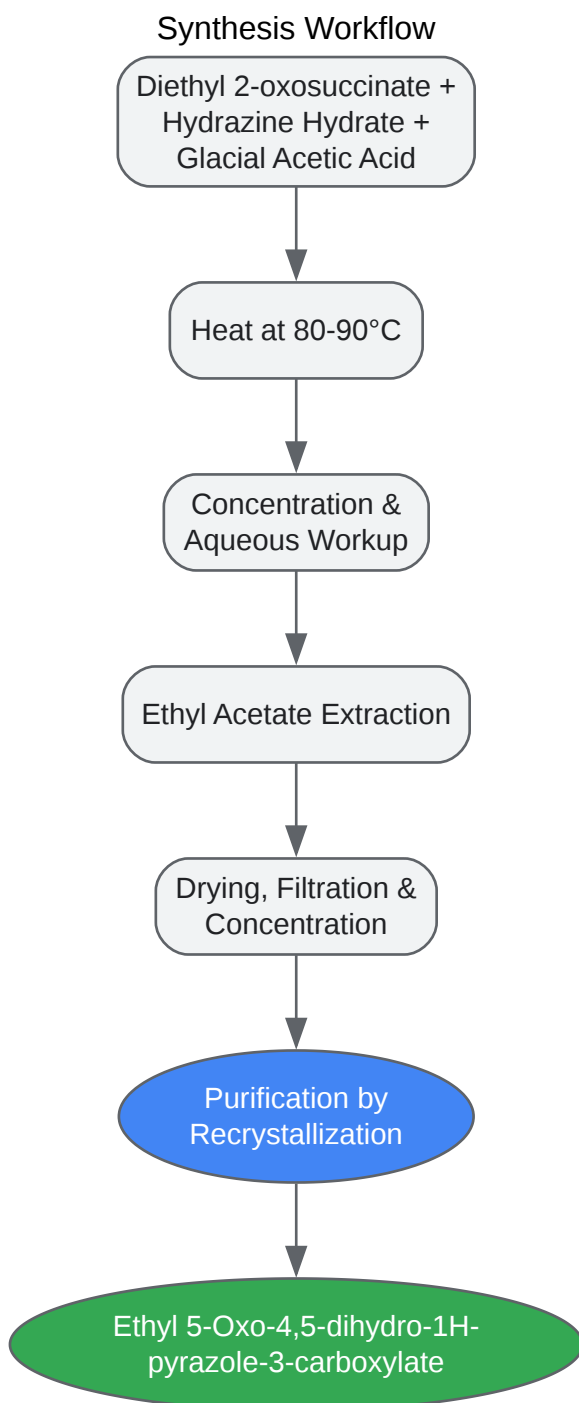 Synthesis Workflow
Diethyl 2-oxosuccinate +
Hydrazine Hydrate +
Glacial Acetic Acid
Heat at 80-90°C
Concentration &
Aqueous Workup
Ethyl Acetate Extraction
Drying, Filtration &
Concentration
Purification by
Recrystallization
Ethyl 5-Oxo-4,5-dihydro-1H-
pyrazole-3-carboxylate